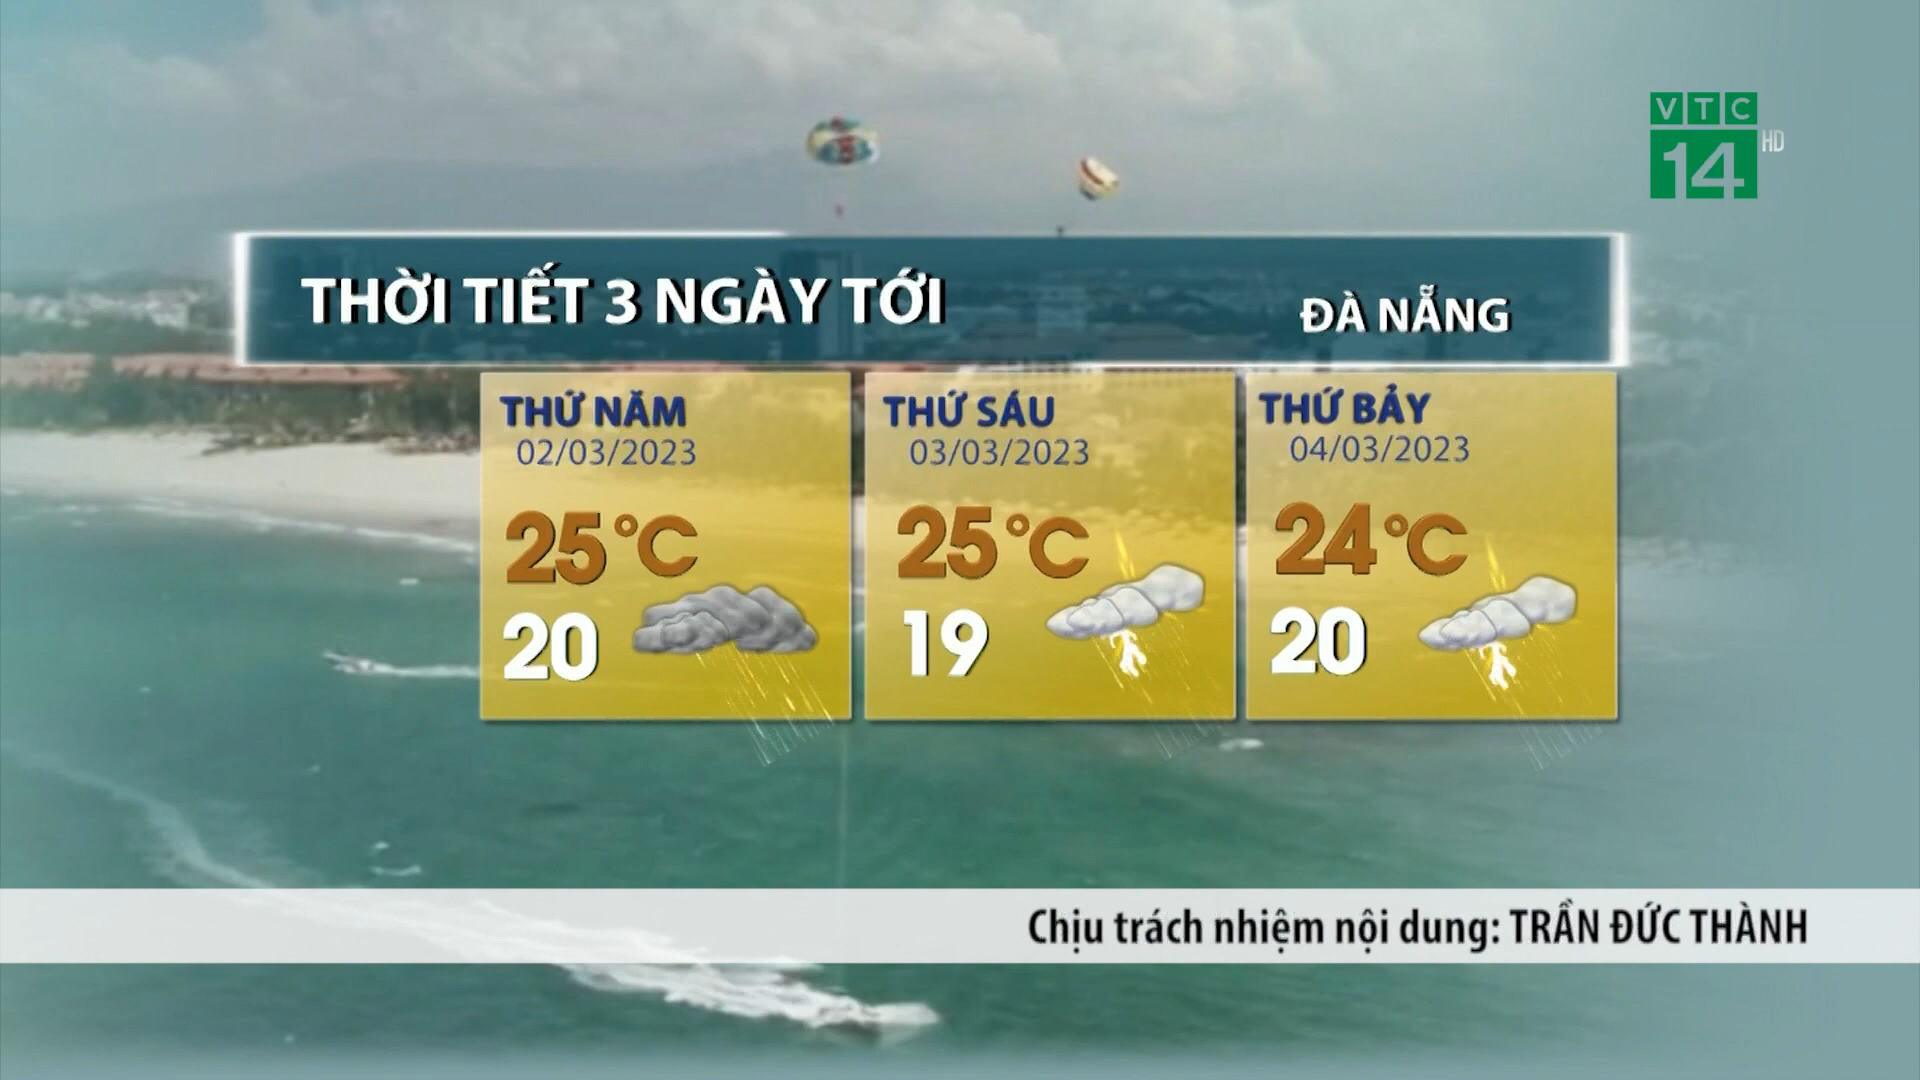 VTC
14 HD
THỜI TIẾT 3 NGÀY TỚI
ĐÀ NẴNG
THỨ NĂM
02/03/2023
25°C
20
THỨ SÁU
03/03/2023
25°C
19
THỨ BẢY
04/03/2023
24°C
20
Chịu trách nhiệm nội dung: TRẦN ĐỨC THÀNH